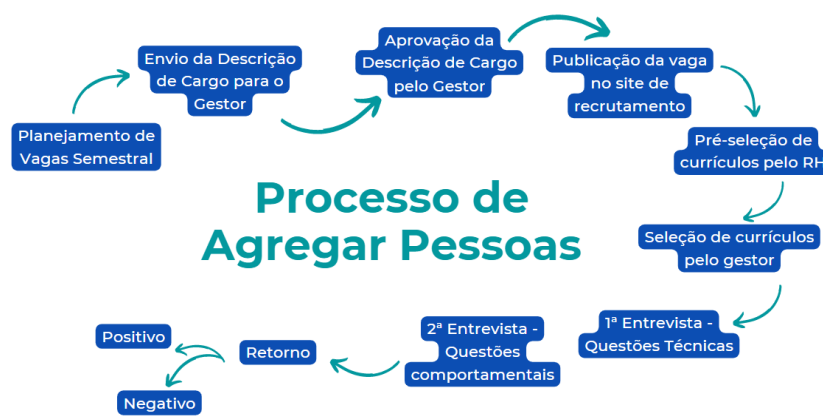 Planejamento de
Vagas Semestral
Envio da Descrição
de Cargo para o
Gestor
Aprovação da
Descrição de Cargo
pelo Gestor
Publicação da vaga
no site de
recrutamento
Pré-seleção de
currículos pelo RH
Seleção de currículos
pelo gestor
1ª Entrevista -
Questões Técnicas
2ª Entrevista -
Questões
comportamentais
Retorno
Positivo
Negativo
Processo de
Agregar Pessoas